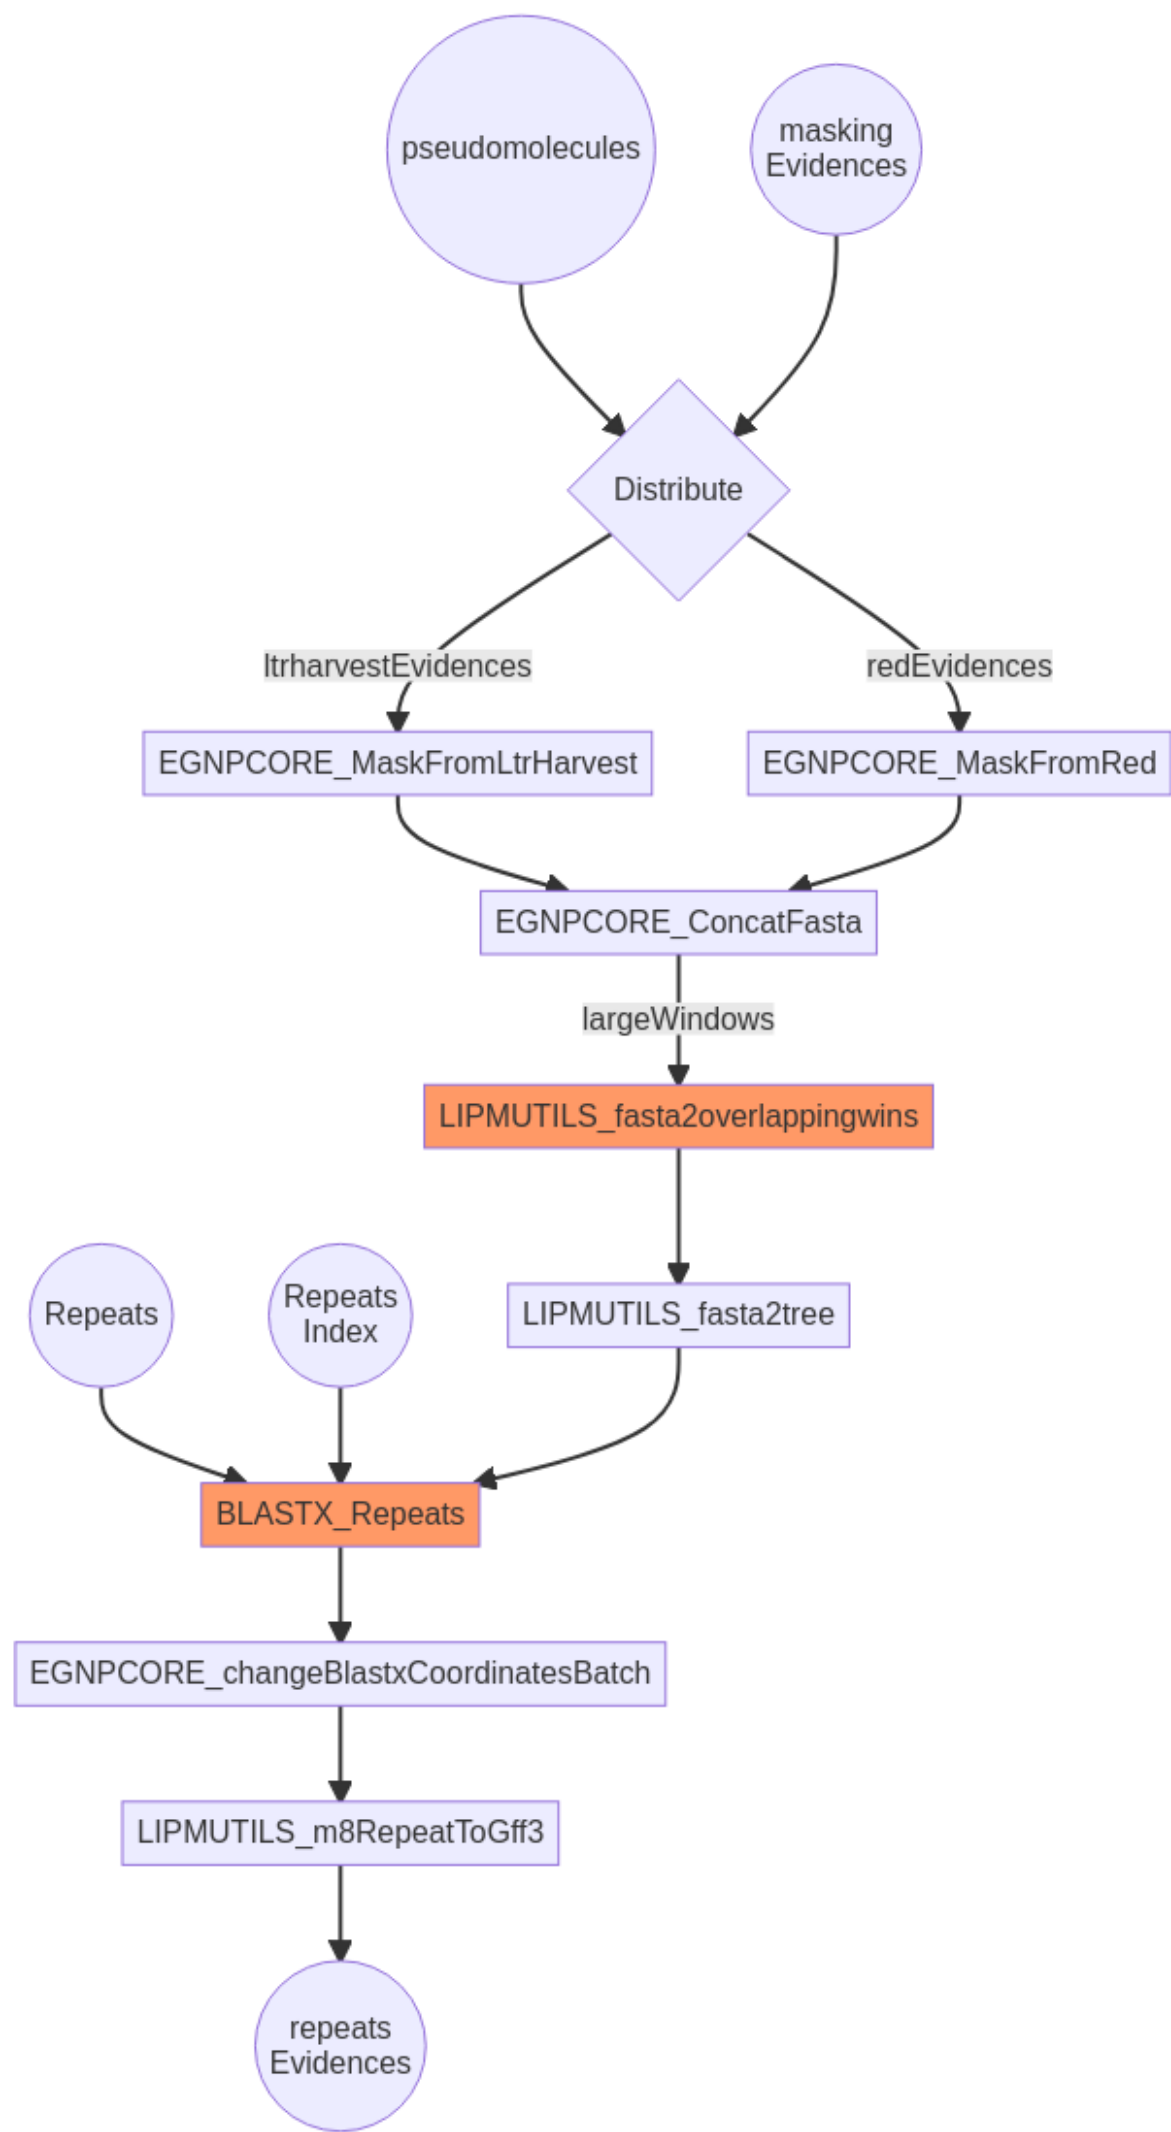 pseudomolecules
masking
Evidences
Distribute
ltrharvestEvidences
redEvidences
EGNPCORE_MaskFromLtrHarvest
EGNPCORE_MaskFromRed
EGNPCORE_ConcatFasta
largeWindows
LIPMUTILS_fasta2overlappingwins
Repeats
Repeats
Index
LIPMUTILS_fasta2tree
BLASTX_Repeats
EGNPCORE_changeBlastxCoordinatesBatch
LIPMUTILS_m8RepeatToGff3
repeats
Evidences